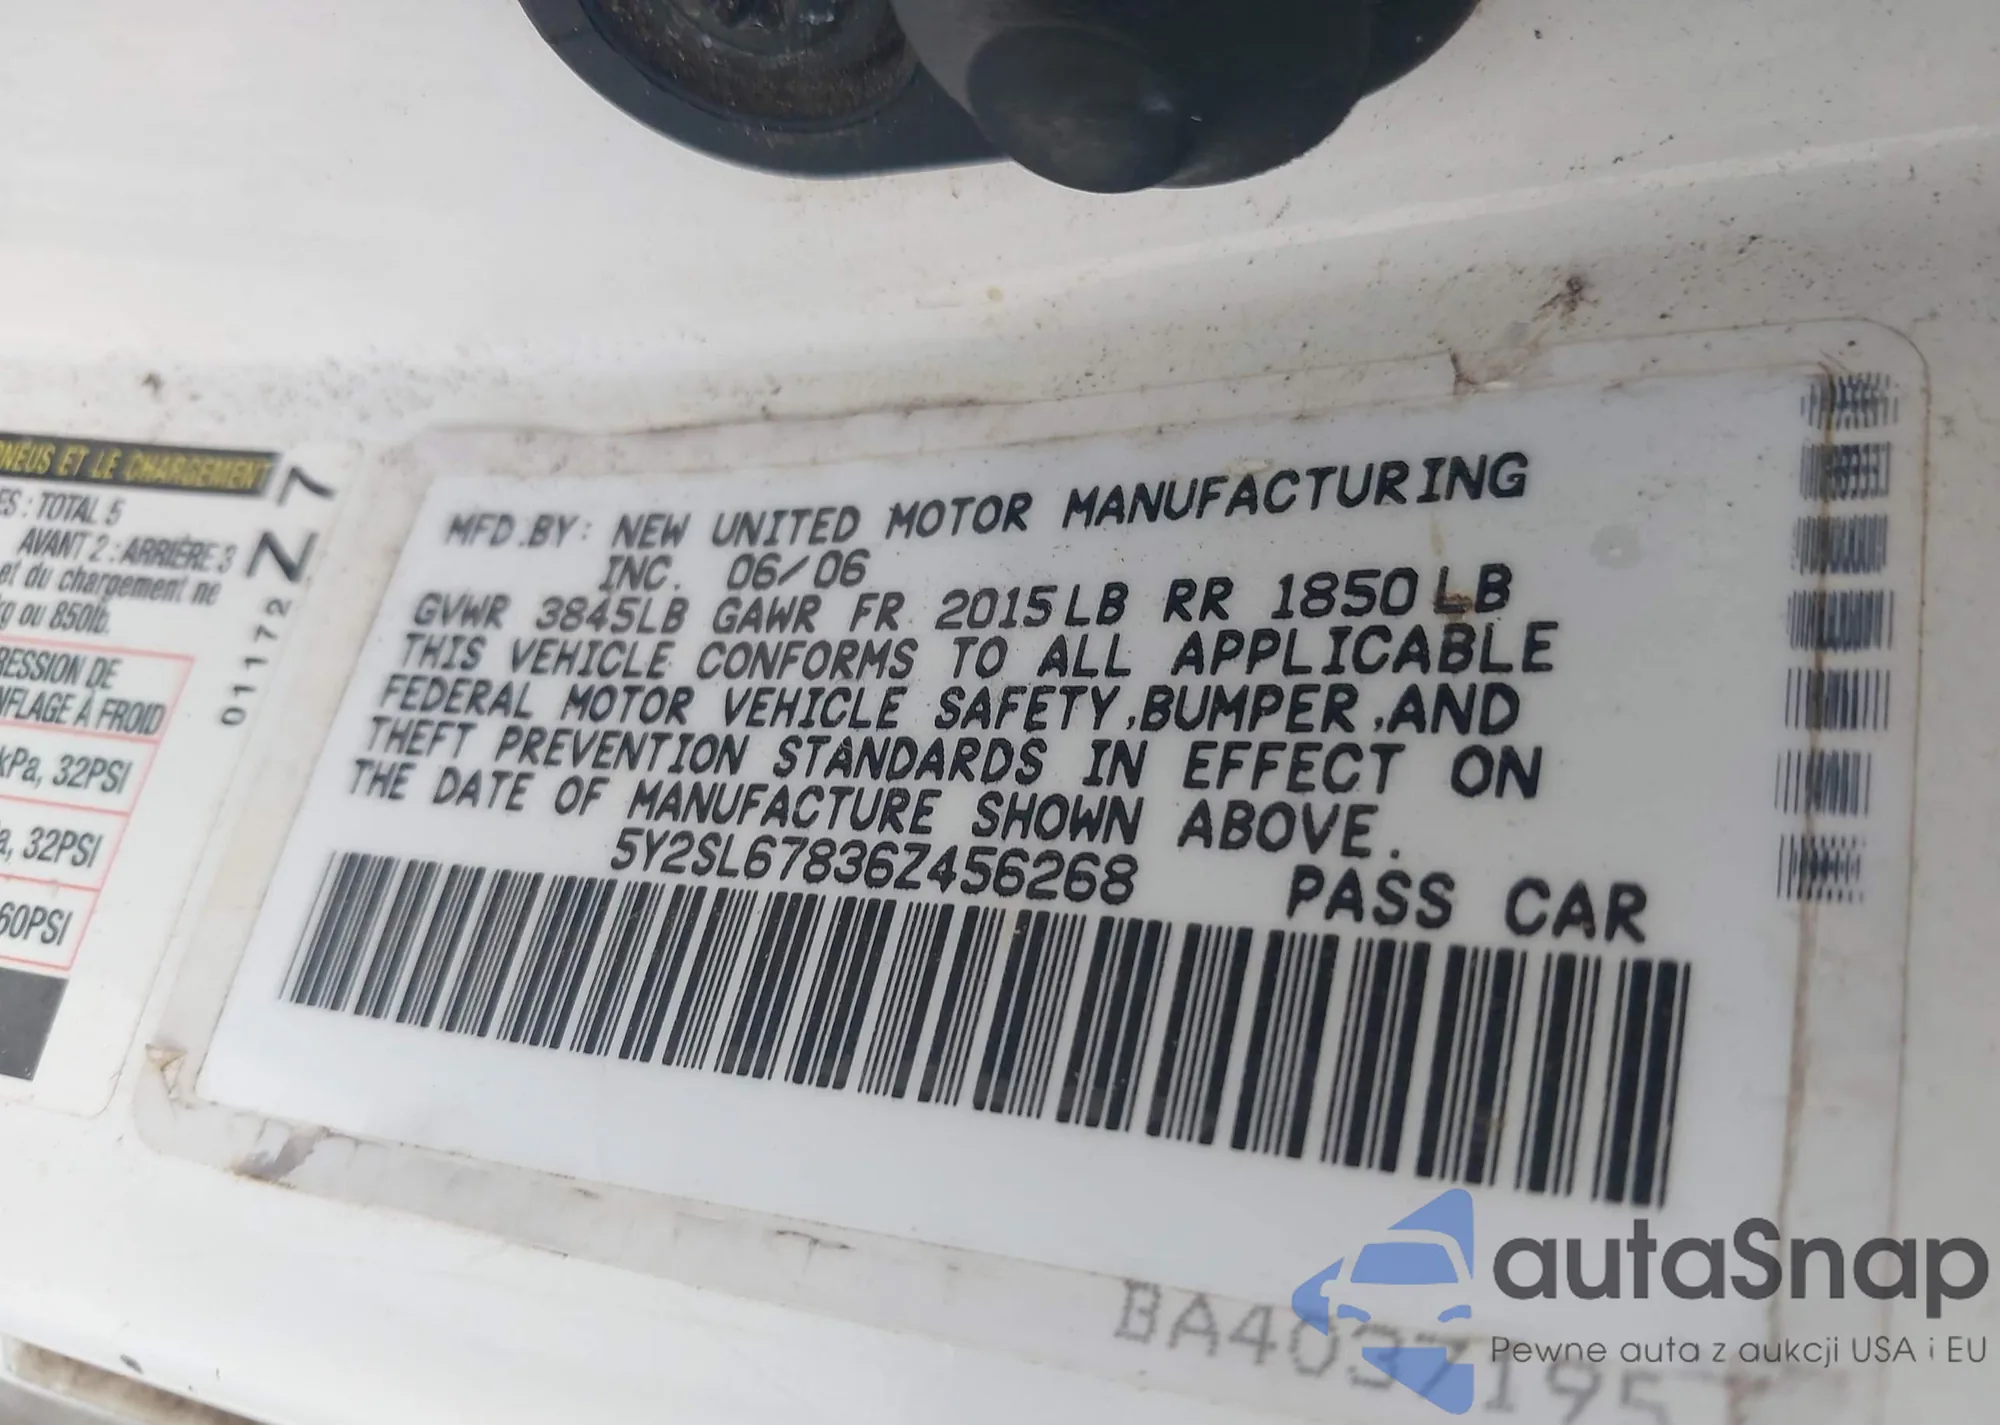 PNEUS ET LE CHARGEMENT
ES : TOTAL 5
AVANT 2 : ARRIÈRE 3
et du chargement ne
kg ou 850lb.
RESSION DE
NFLAGE À FROID
kPa, 32PSI
a, 32PSI
60PSI
01172Z7
MFD.BY: NEW UNITED MOTOR MANUFACTURING
INC. 06/06
GVWR 3845LB GAWR FR 2015LB RR 1850LB
THIS VEHICLE CONFORMS TO ALL APPLICABLE
FEDERAL MOTOR VEHICLE SAFETY,BUMPER,AND
THEFT PREVENTION STANDARDS IN EFFECT ON
THE DATE OF MANUFACTURE SHOWN ABOVE.
5Y2SL67836Z456268 PASS CAR
BA4037195
autaSnap
Pewne auta z aukcji USA i EU